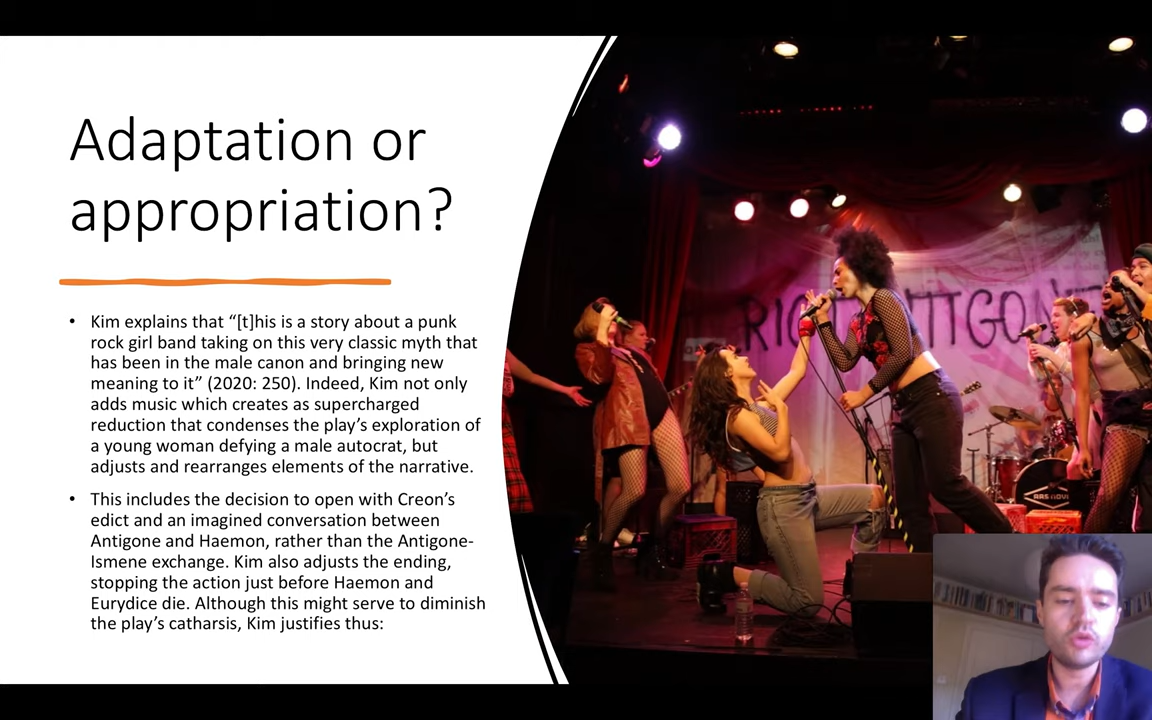 Adaptation or
appropriation?
• Kim explains that “[t]his is a story about a punk
rock girl band taking on this very classic myth that
has been in the male canon and bringing new
meaning to it” (2020: 250). Indeed, Kim not only
adds music which creates as supercharged
reduction that condenses the play’s exploration of
a young woman defying a male autocrat, but
adjusts and rearranges elements of the narrative.
• This includes the decision to open with Creon’s
edict and an imagined conversation between
Antigone and Haemon, rather than the Antigone-
Ismene exchange. Kim also adjusts the ending,
stopping the action just before Haemon and
Eurydice die. Although this might serve to diminish
the play’s catharsis, Kim justifies thus:
ARS NOVA